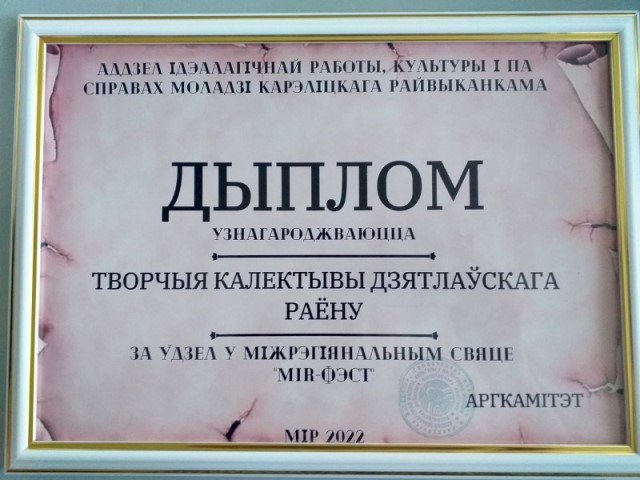 АДДЗЕЛ ІДЭАЛАГІЧНАЙ РАБОТЫ, КУЛЬТУРЫ І ПА
СПРАВАХ МОЛАДЗІ КАРЭЛІЦКАГА РАЙВЫКАНКАМА
ДЫПЛОМ
УЗНАГАРОДЖВАЮЦЦА
ТВОРЧЫЯ КАЛЕКТЫВЫ ДЗЯТЛАЎСКАГА
РАЁНУ
ЗА УДЗЕЛ У МІЖРЭГІЯНАЛЬНЫМ СВЯЦЕ
"МІR-ФЭСТ"
АРГКАМІТЭТ
МІР 2022